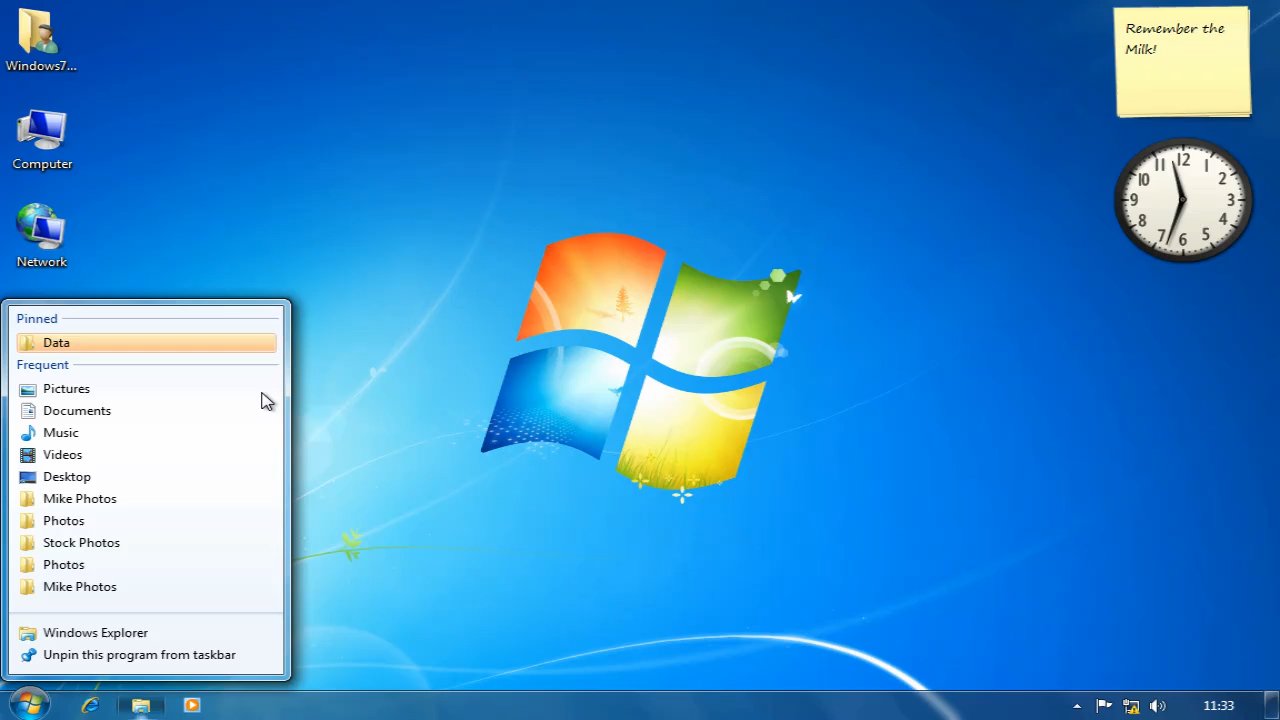 Windows7...
Computer
Network
Pinned
Data
Frequent
Pictures
Documents
Music
Videos
Desktop
Mike Photos
Photos
Stock Photos
Photos
Mike Photos
Windows Explorer
Unpin this program from taskbar
Remember the
Milk!
12
1
2
3
4
5
6
7
8
9
10
11
11:33